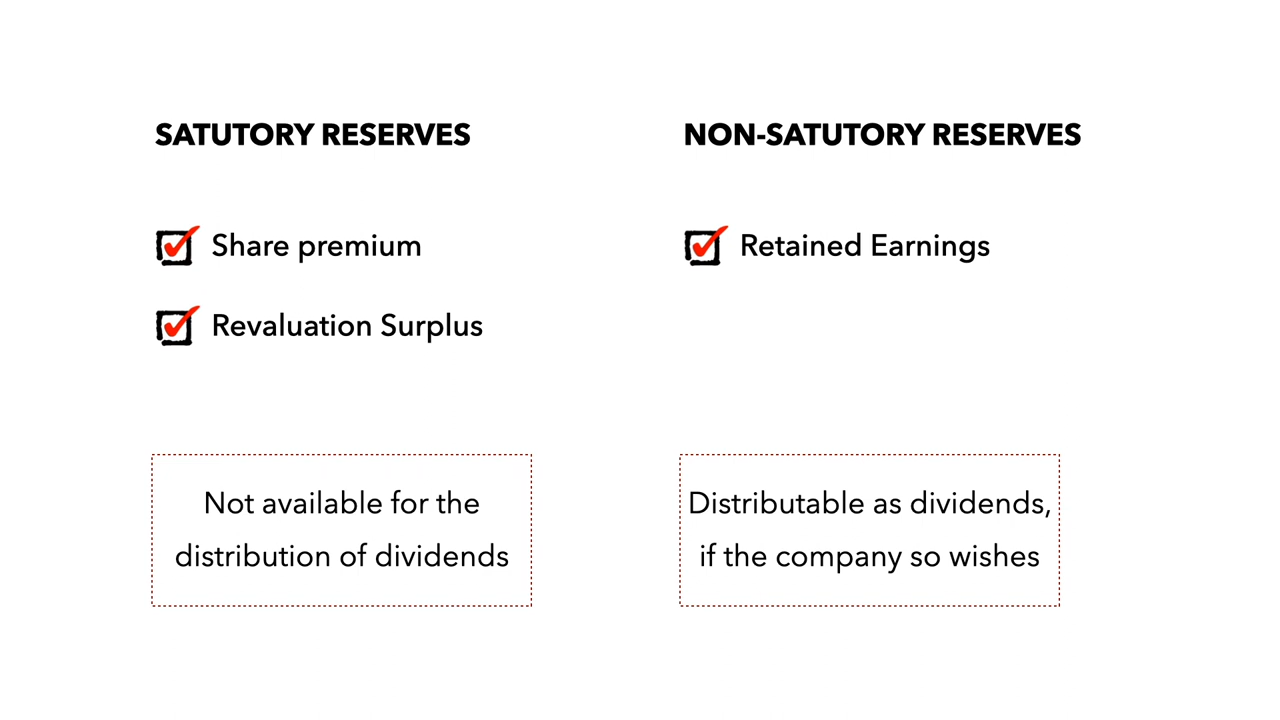 SATUTORY RESERVES
Share premium
Revaluation Surplus
Not available for the
distribution of dividends
NON-SATUTORY RESERVES
Retained Earnings
Distributable as dividends,
if the company so wishes